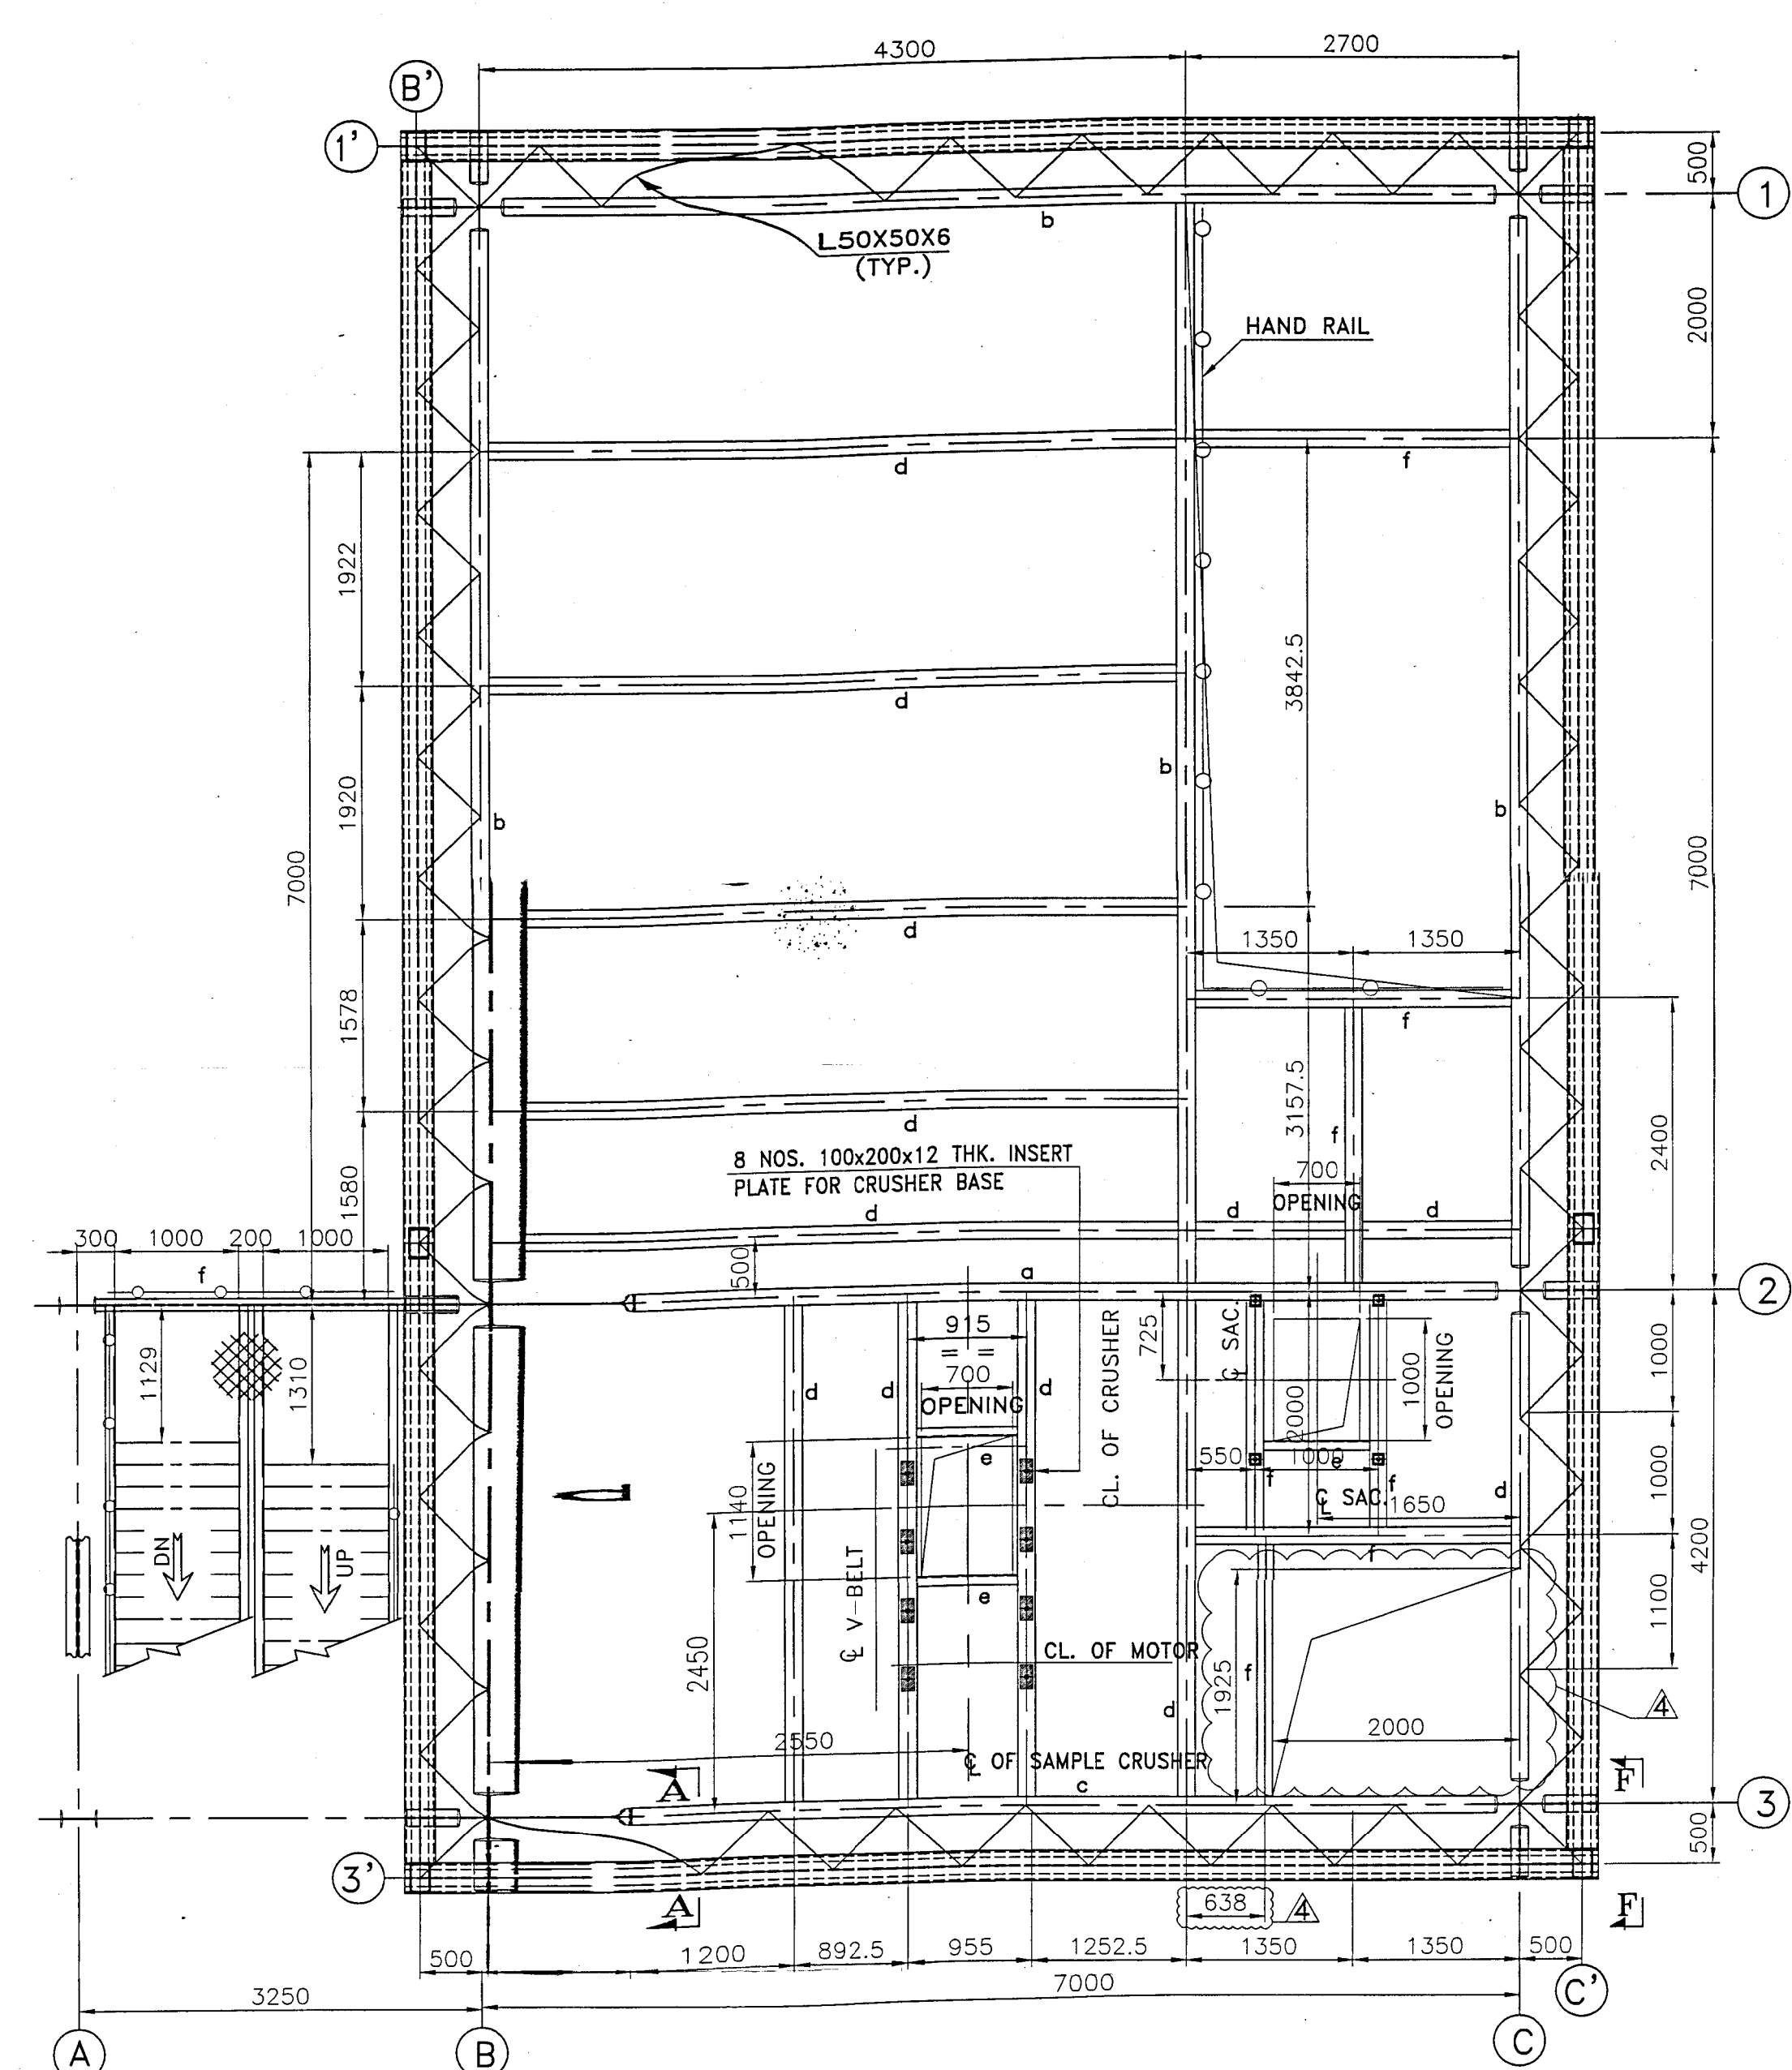 4300
2700
B'
1'
500
1
b
L50X50X6
(TYP.)
HAND RAIL
2000
d
f
1922
3842.5
d
b
b
b
1920
7000
7000
d
1350
1350
1578
f
3157.5
2400
d
f
8 NOS. 100x200x12 THK. INSERT
PLATE FOR CRUSHER BASE
700
OPENING
1580
d
d
d
300
1000
200
1000
f
500
a
2
915
= =
700
OPENING
725
CL. OF CRUSHER
℄ SAC.
1000
OPENING
1000
1129
1310
d
d
d
2000
550
1000
e
f
f
℄ SAC.
1650
d
1000
1140
OPENING
e
e
℄ V-BELT
f
4200
1100
DN
UP
2450
CL. OF MOTOR
1925
f
d
2000
4
2550
℄ OF SAMPLE CRUSHER
c
A
F
3
500
3'
A
638
4
F
500
1200
892.5
955
1252.5
1350
1350
500
3250
7000
C'
A
B
C